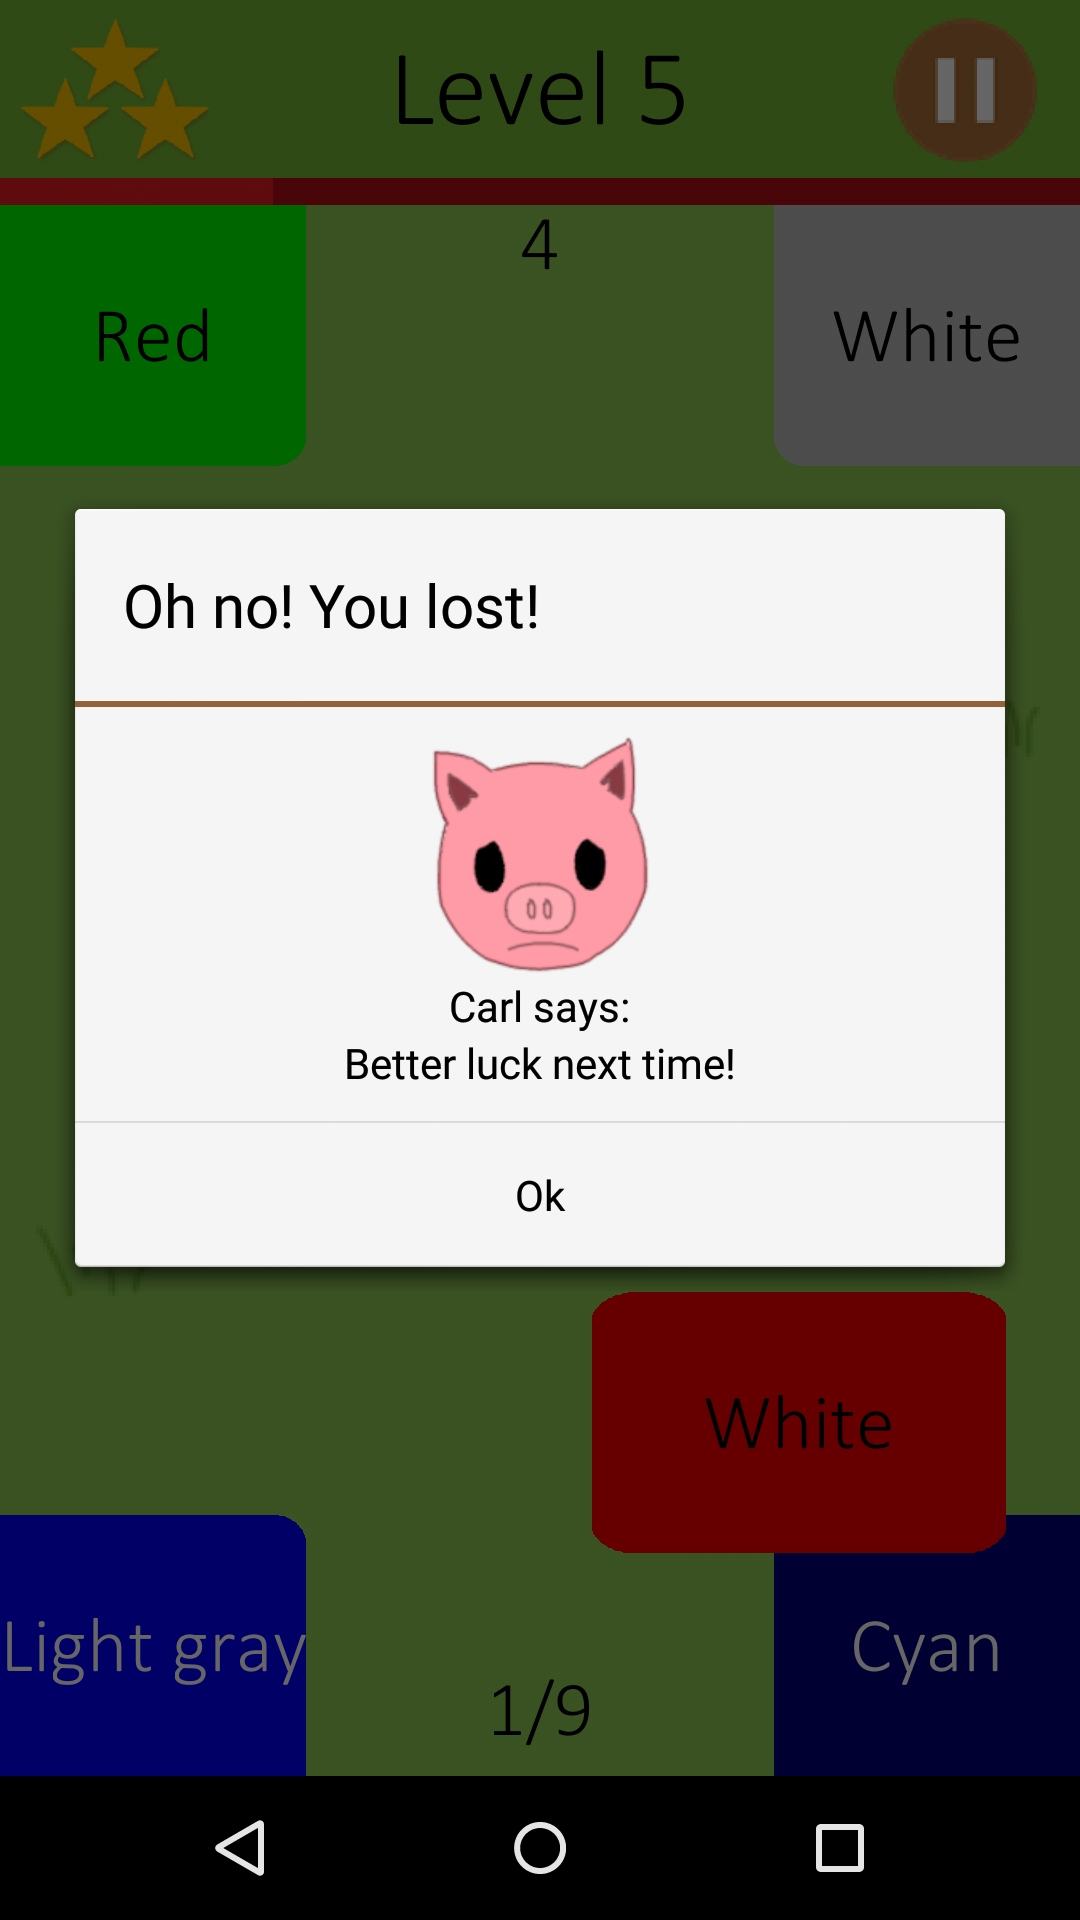 Level 5
4
Red
White
Oh no! You lost!
Carl says:
Better luck next time!
Ok
White
Light gray
Cyan
1/9